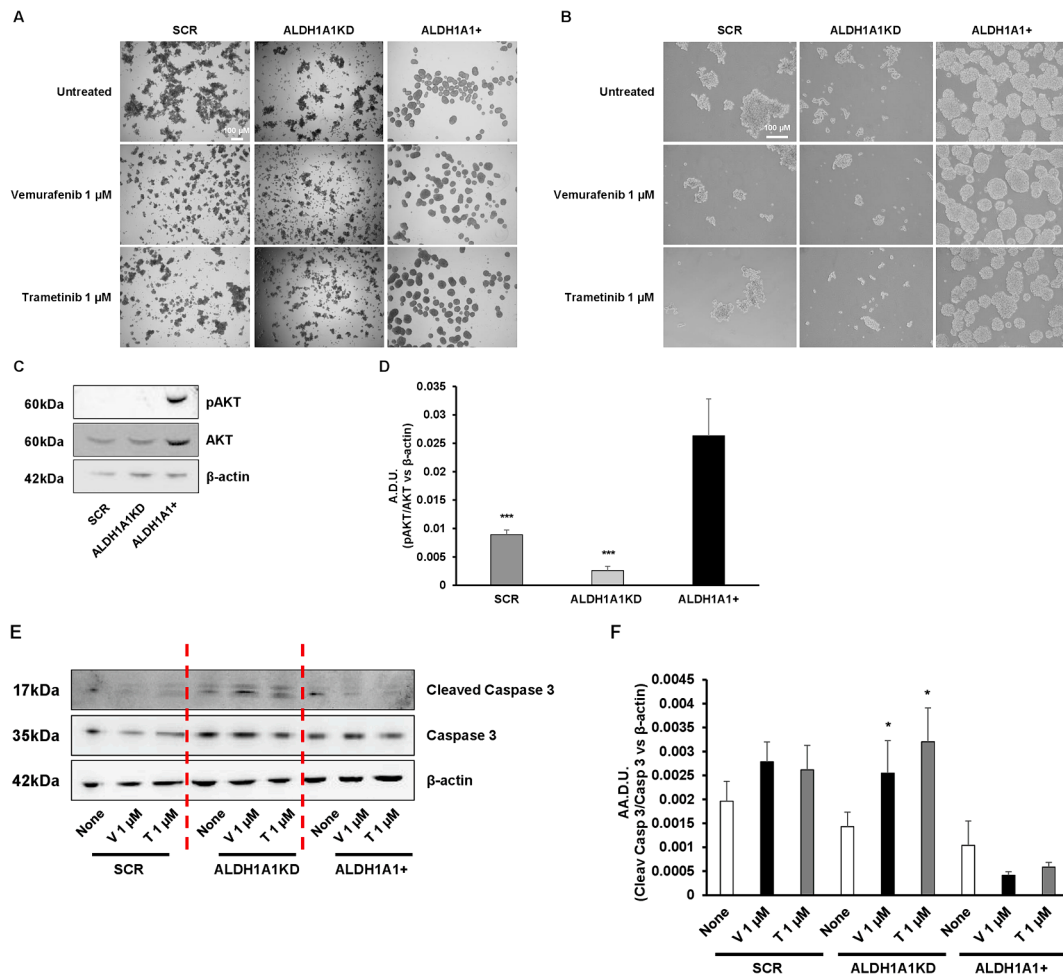 A
SCR ALDH1A1KD ALDH1A1+
Untreated
100 µM
Vemurafenib 1 µM
Trametinib 1 µM
B
SCR ALDH1A1KD ALDH1A1+
Untreated
100 µM
Vemurafenib 1 µM
Trametinib 1 µM
C
60kDa pAKT
60kDa AKT
42kDa β-actin
SCR ALDH1A1KD ALDH1A1+
D
A.D.U.
(pAKT/AKT vs β-actin)
0.035
0.03
0.025
0.02
0.015
0.01
0.005
0
*** ***
SCR ALDH1A1KD ALDH1A1+
E
17kDa Cleaved Caspase 3
35kDa Caspase 3
42kDa β-actin
None V 1 µM T 1 µM None V 1 µM T 1 µM None V 1 µM T 1 µM
SCR ALDH1A1KD ALDH1A1+
F
AA.D.U.
(Cleav Casp 3/Casp 3 vs β-actin)
0.0045
0.004
0.0035
0.003
0.0025
0.002
0.0015
0.001
0.0005
0
* *
None V 1 µM T 1 µM None V 1 µM T 1 µM None V 1 µM T 1 µM
SCR ALDH1A1KD ALDH1A1+